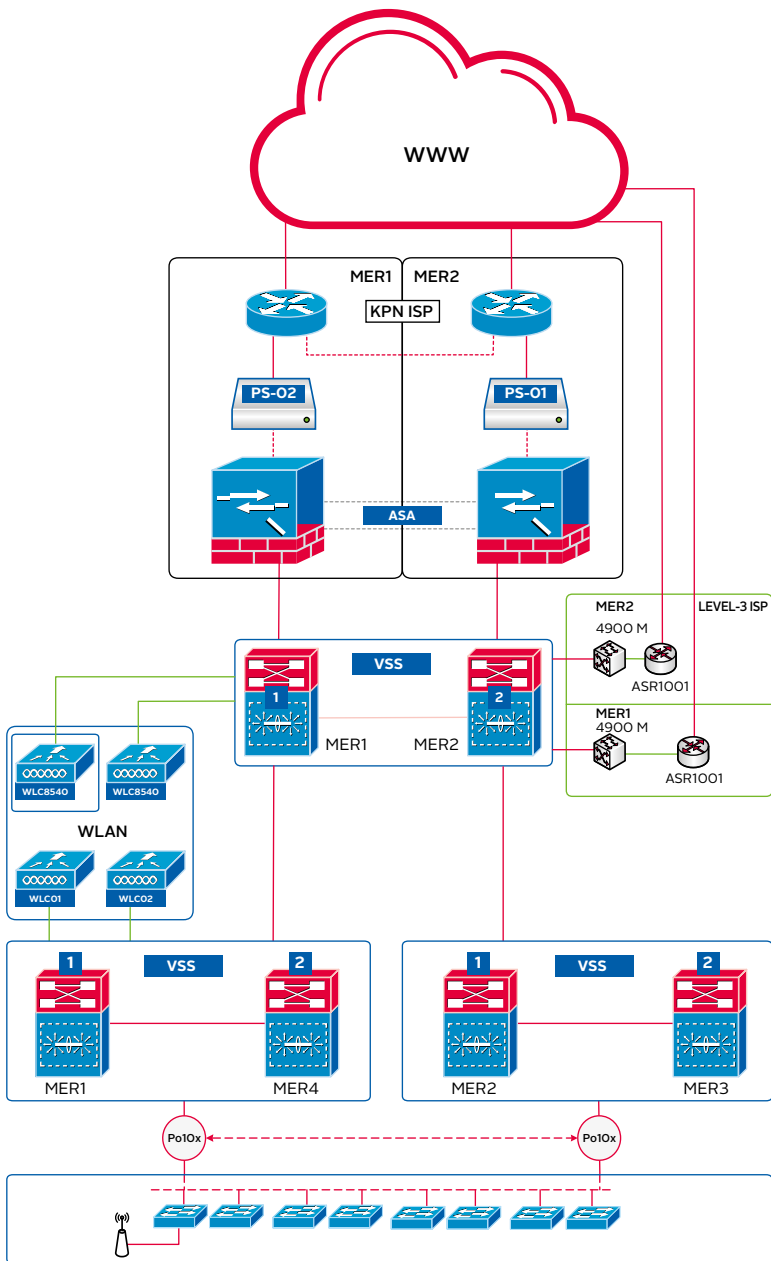 WWW
MER1
MER2
KPN ISP
PS-02
PS-01
ASA
MER2
LEVEL-3 ISP
4900 M
ASR1001
VSS
1
2
MER1
MER2
MER1
4900 M
ASR1001
WLC8540
WLC8540
WLAN
WLC01
WLC02
1
VSS
2
MER1
MER4
1
VSS
2
MER2
MER3
Po10x
Po10x